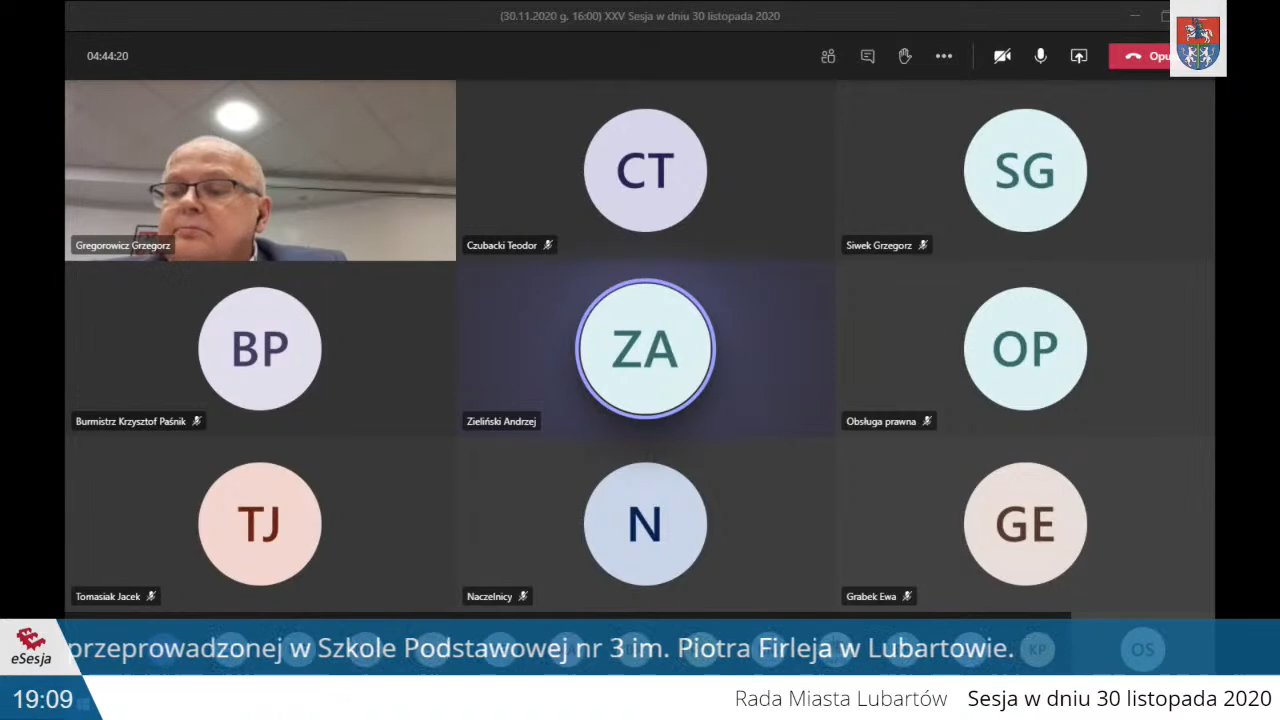 (30.11.2020 g. 16:00) XXV Sesja w dniu 30 listopada 2020
04:44:20
Opu
CT
SG
Gregorowicz Grzegorz
Czubacki Teodor
Siwek Grzegorz
BP
ZA
OP
Burmistrz Krzysztof Paśnik
Zieliński Andrzej
Obsługa prawna
TJ
N
GE
Tomasiak Jacek
Naczelnicy
Grabek Ewa
eSesja
przeprowadzonej w Szkole Podstawowej nr 3 im. Piotra Firleja w Lubartowie.
KP
OS
19:09
Rada Miasta Lubartów Sesja w dniu 30 listopada 2020